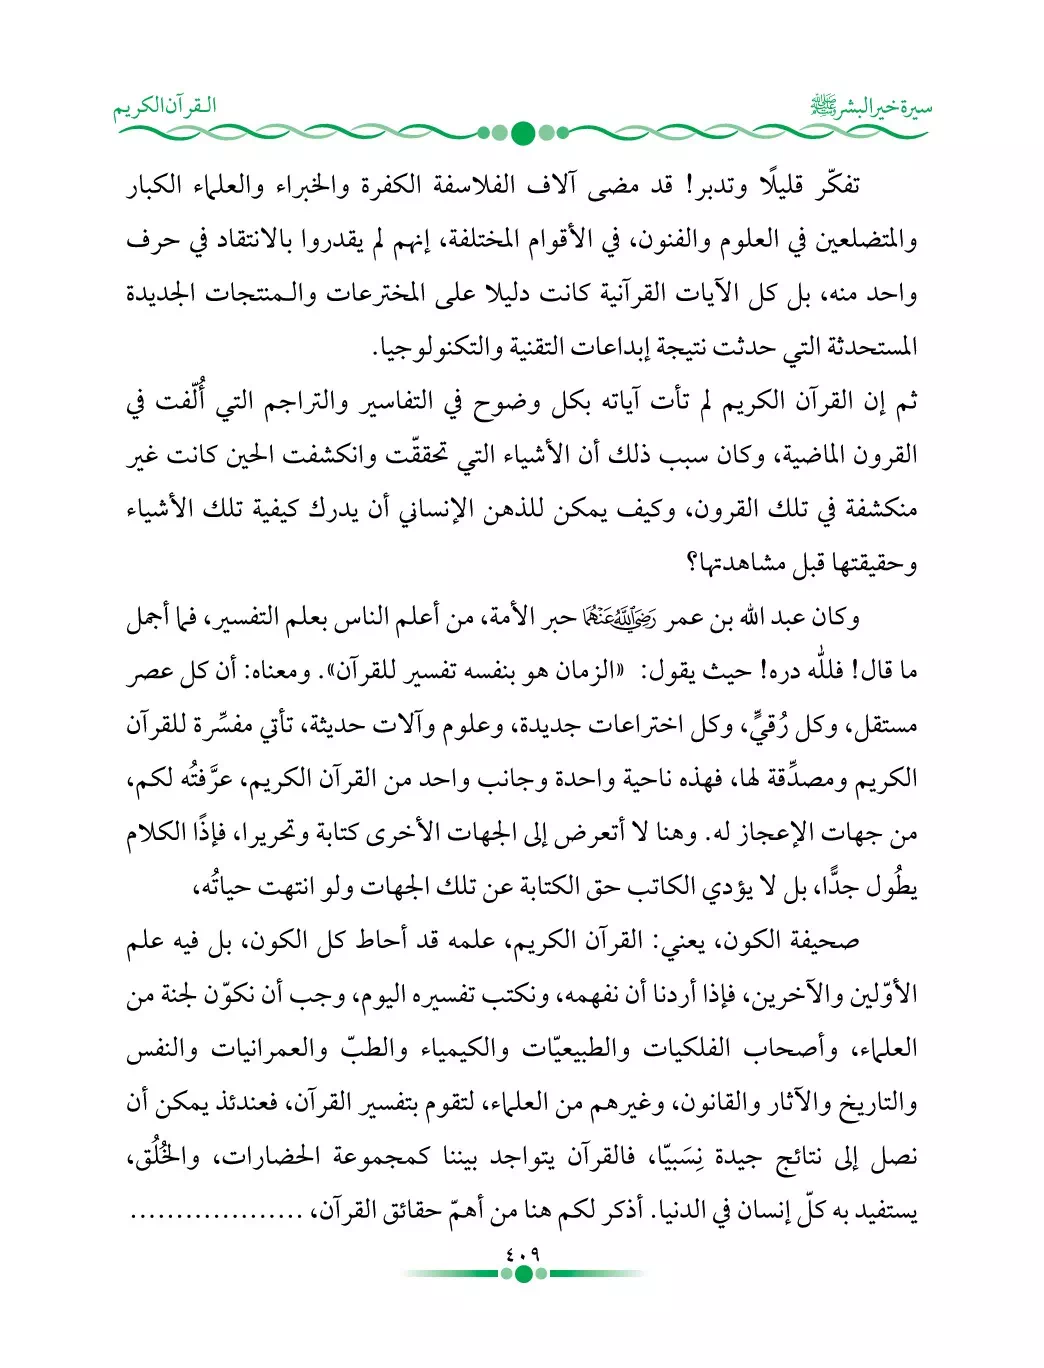 سيرة خير البشر ﷺ
الـقرآن الكريم
تفكّر قليلًا وتدبر! قد مضى آلاف الفلاسفة الكفرة والخبراء والعلماء الكبار
والمتضلعين في العلوم والفنون، في الأقوام المختلفة، إنهم لم يقدروا بالانتقاد في حرف
واحد منه، بل كل الآيات القرآنية كانت دليلا على المخترعات والـمنتجات الجديدة
المستحدثة التي حدثت نتيجة إبداعات التقنية والتكنولوجيا.
ثم إن القرآن الكريم لم تأت آياته بكل وضوح في التفاسير والتراجم التي أُلّفت في
القرون الماضية، وكان سبب ذلك أن الأشياء التي تحققّت وانكشفت الحين كانت غير
منكشفة في تلك القرون، وكيف يمكن للذهن الإنساني أن يدرك كيفية تلك الأشياء
وحقيقتها قبل مشاهدتها؟
وكان عبد الله بن عمر رَضِيَ اللَّهُ عَنْهُمَا حبر الأمة، من أعلم الناس بعلم التفسير، فما أجمل
ما قال! فللّٰه دره! حيث يقول: «الزمان هو بنفسه تفسير للقرآن». ومعناه: أن كل عصر
مستقل، وكل رُقيٍّ، وكل اختراعات جديدة، وعلوم وآلات حديثة، تأتي مفسِّرة للقرآن
الكريم ومصدِّقة لها، فهذه ناحية واحدة وجانب واحد من القرآن الكريم، عرَّفتُه لكم،
من جهات الإعجاز له. وهنا لا أتعرض إلى الجهات الأخرى كتابة وتحريرا، فإذًا الكلام
يطُول جدًّا، بل لا يؤدي الكاتب حق الكتابة عن تلك الجهات ولو انتهت حياتُه،
صحيفة الكون، يعني: القرآن الكريم، علمه قد أحاط كل الكون، بل فيه علم
الأوّلين والآخرين، فإذا أردنا أن نفهمه، ونكتب تفسيره اليوم، وجب أن نكوّن لجنة من
العلماء، وأصحاب الفلكيات والطبيعيّات والكيمياء والطبّ والعمرانيات والنفس
والتاريخ والآثار والقانون، وغيرهم من العلماء، لتقوم بتفسير القرآن، فعندئذ يمكن أن
نصل إلى نتائج جيدة نِسَبيّا، فالقرآن يتواجد بيننا كمجموعة الحضارات، والخُلُق،
يستفيد به كلّ إنسان في الدنيا. أذكر لكم هنا من أهمّ حقائق القرآن، ...................
٤٠٩